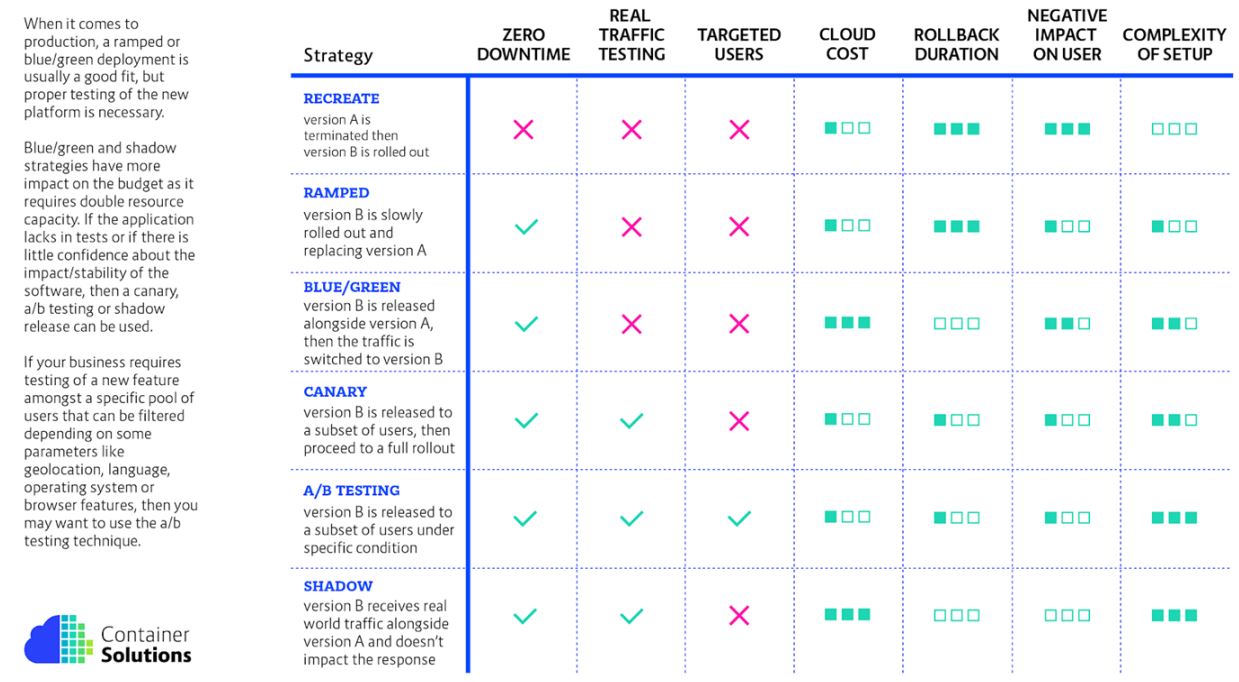 When it comes to
production, a ramped or
blue/green deployment is
usually a good fit, but
proper testing of the new
platform is necessary.
Blue/green and shadow
strategies have more
impact on the budget as it
requires double resource
capacity. If the application
lacks in tests or if there is
little confidence about the
impact/stability of the
software, then a canary,
a/b testing or shadow
release can be used.
If your business requires
testing of a new feature
amongst a specific pool of
users that can be filtered
depending on some
parameters like
geolocation, language,
operating system or
browser features, then you
may want to use the a/b
testing technique.
Container
Solutions
Strategy
ZERO
DOWNTIME
REAL
TRAFFIC
TESTING
TARGETED
USERS
CLOUD
COST
ROLLBACK
DURATION
NEGATIVE
IMPACT
ON USER
COMPLEXITY
OF SETUP
RECREATE
version A is
terminated then
version B is rolled out
RAMPED
version B is slowly
rolled out and
replacing version A
BLUE/GREEN
version B is released
alongside version A,
then the traffic is
switched to version B
CANARY
version B is released to
a subset of users, then
proceed to a full rollout
A/B TESTING
version B is released to
a subset of users under
specific condition
SHADOW
version B receives real
world traffic alongside
version A and doesn't
impact the response